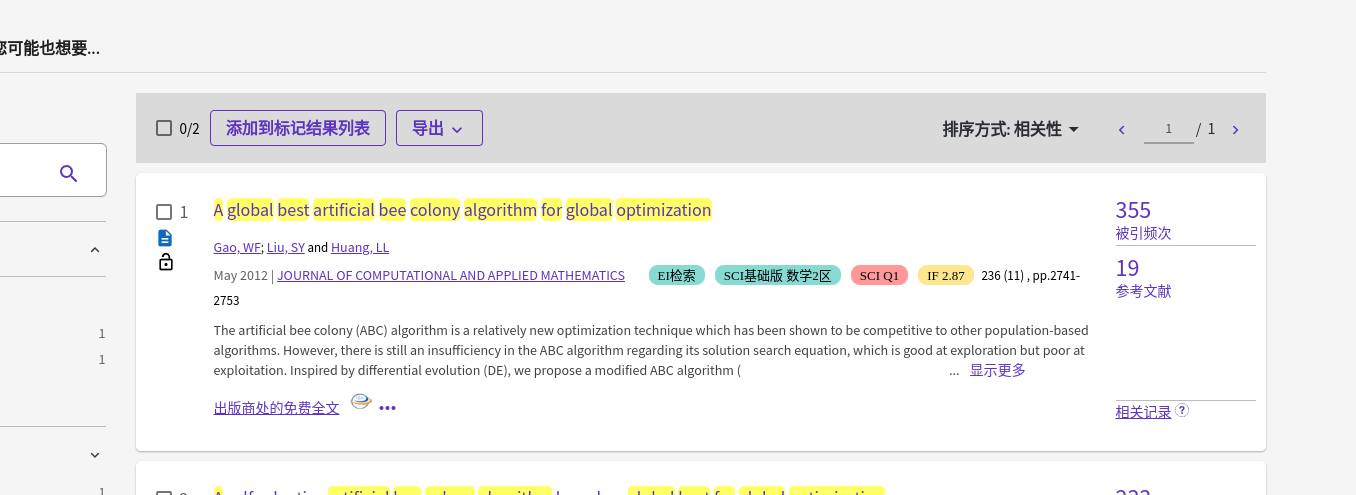 您可能也想要...
0/2 添加到标记结果列表 导出 排序方式: 相关性 1 / 1
1 A global best artificial bee colony algorithm for global optimization
355
被引频次
Gao, WF; Liu, SY and Huang, LL
19
参考文献
May 2012 | JOURNAL OF COMPUTATIONAL AND APPLIED MATHEMATICS EI检索 SCI基础版 数学2区 SCI Q1 IF 2.87 236 (11) , pp.2741-
2753
The artificial bee colony (ABC) algorithm is a relatively new optimization technique which has been shown to be competitive to other population-based
algorithms. However, there is still an insufficiency in the ABC algorithm regarding its solution search equation, which is good at exploration but poor at
exploitation. Inspired by differential evolution (DE), we propose a modified ABC algorithm (
... 显示更多
出版商处的免费全文
相关记录 ?
1
1
1